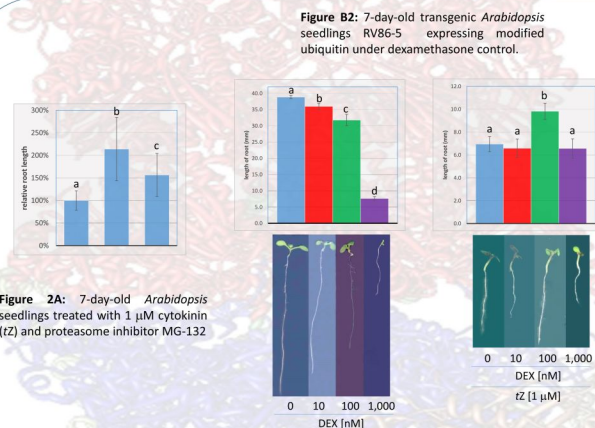 Figure B2: 7-day-old transgenic Arabidopsis
seedlings RV86-5 expressing modified
ubiquitin under dexamethasone control.
relative root length
300%
250%
200%
150%
100%
50%
0%
a
b
c
length of root (mm)
40.0
35.0
30.0
25.0
20.0
15.0
10.0
5.0
0.0
a
b
c
d
length of root (mm)
12.0
10.0
8.0
6.0
4.0
2.0
0.0
a
a
b
a
Figure 2A: 7-day-old Arabidopsis
seedlings treated with 1 μM cytokinin
(tZ) and proteasome inhibitor MG-132
0 10 100 1,000
DEX [nM]
0 10 100 1,000
DEX [nM]
tZ [1 μM]